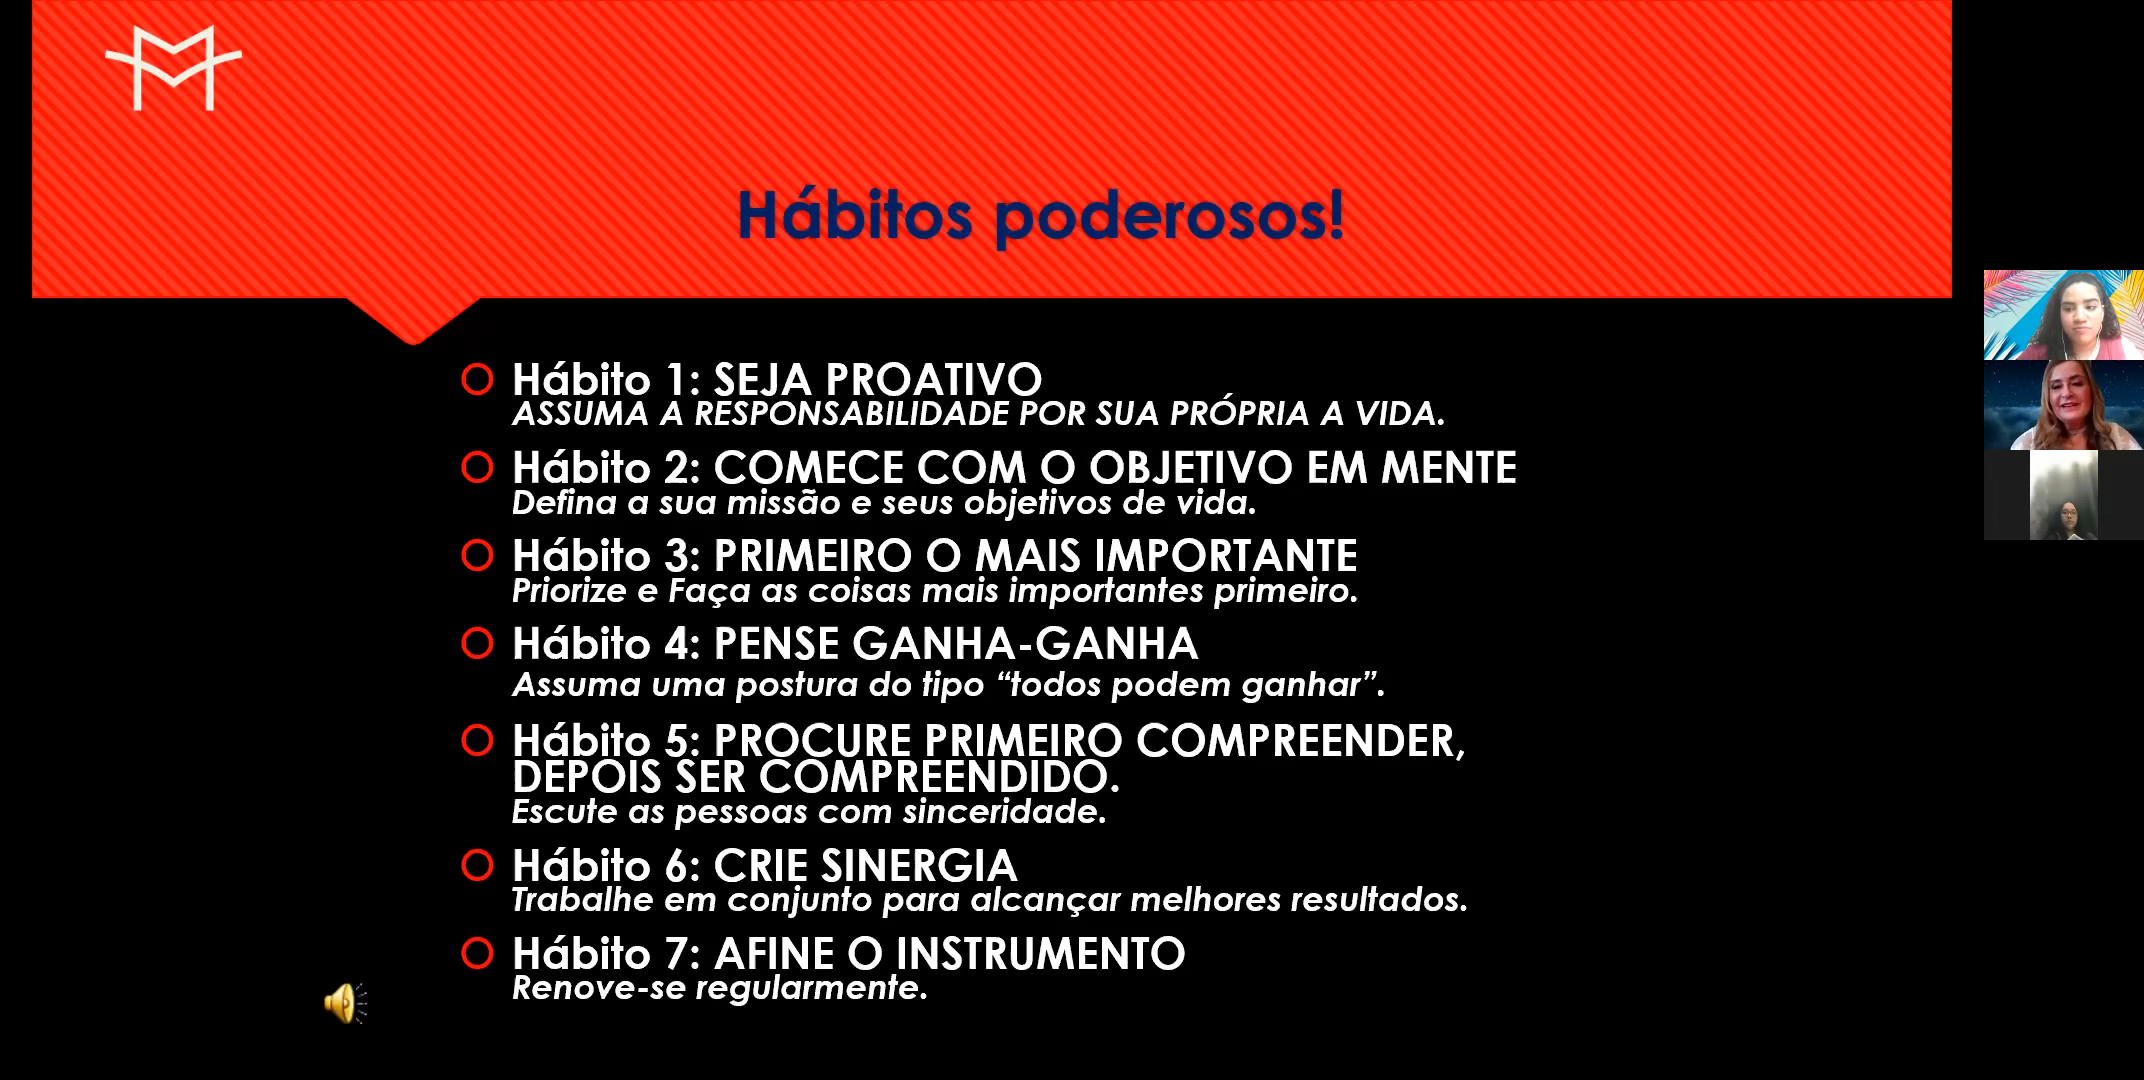 Hábitos poderosos!
Hábito 1: SEJA PROATIVO
ASSUMA A RESPONSABILIDADE POR SUA PRÓPRIA A VIDA.
Hábito 2: COMECE COM O OBJETIVO EM MENTE
Defina a sua missão e seus objetivos de vida.
Hábito 3: PRIMEIRO O MAIS IMPORTANTE
Priorize e Faça as coisas mais importantes primeiro.
Hábito 4: PENSE GANHA-GANHA
Assuma uma postura do tipo “todos podem ganhar”.
Hábito 5: PROCURE PRIMEIRO COMPREENDER,
DEPOIS SER COMPREENDIDO.
Escute as pessoas com sinceridade.
Hábito 6: CRIE SINERGIA
Trabalhe em conjunto para alcançar melhores resultados.
Hábito 7: AFINE O INSTRUMENTO
Renove-se regularmente.